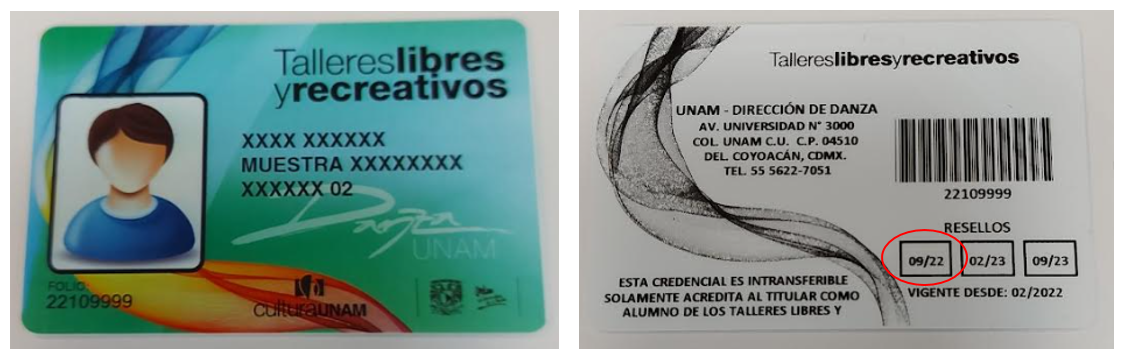 Talleres libres
y recreativos
XXXX XXXXXX
MUESTRA XXXXXXXX
XXXXXX 02
Danza
UNAM
FOLIO:
22109999
culturaUNAM
Talleres libres y recreativos
UNAM - DIRECCIÓN DE DANZA
AV. UNIVERSIDAD N° 3000
COL. UNAM C.U. C.P. 04510
DEL. COYOACÁN, CDMX.
TEL. 55 5622-7051
22109999
RESELLOS
09/22 02/23 09/23
VIGENTE DESDE: 02/2022
ESTA CREDENCIAL ES INTRANSFERIBLE
SOLAMENTE ACREDITA AL TITULAR COMO
ALUMNO DE LOS TALLERES LIBRES Y